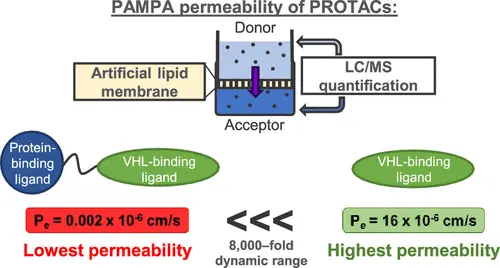 PAMPA permeability of PROTACs:
Donor
Artificial lipid
membrane
LC/MS
quantification
Acceptor
Protein-
binding
ligand
VHL-binding
ligand
VHL-binding
ligand
Pe = 0.002 x 10-6 cm/s
<<<
Pe = 16 x 10-6 cm/s
Lowest permeability
8,000–fold
dynamic range
Highest permeability